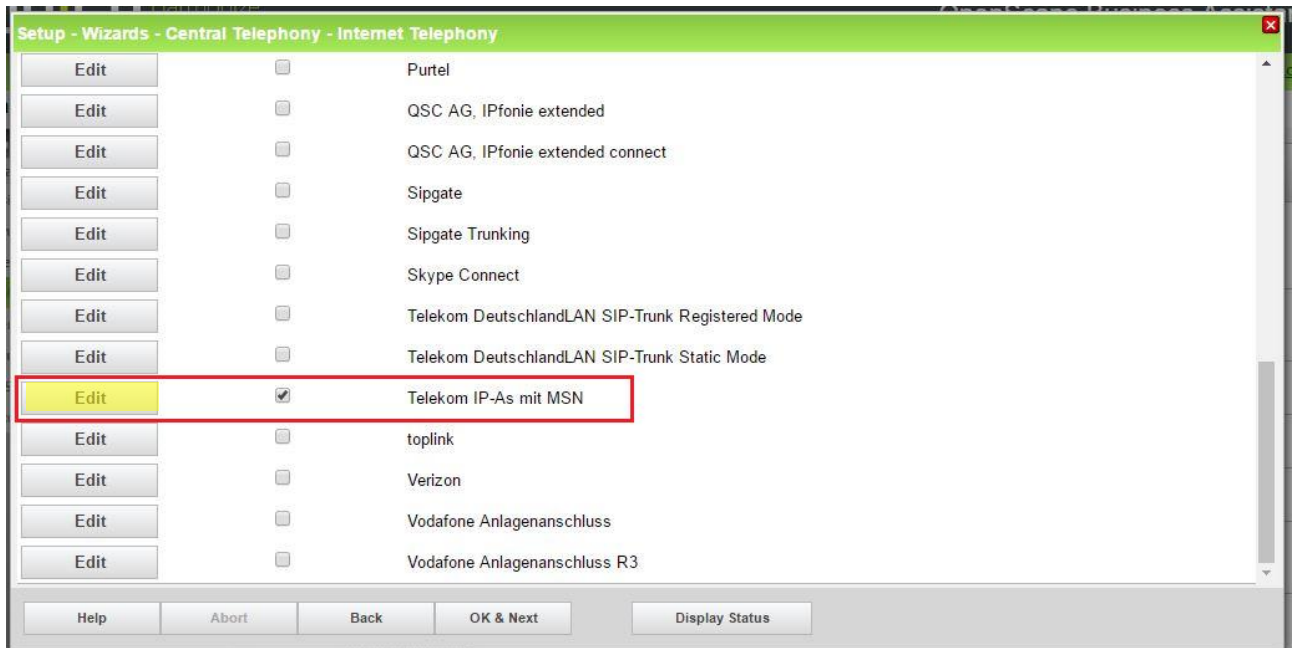 Setup - Wizards - Central Telephony - Internet Telephony
Edit Purtel
Edit QSC AG, IPfonie extended
Edit QSC AG, IPfonie extended connect
Edit Sipgate
Edit Sipgate Trunking
Edit Skype Connect
Edit Telekom DeutschlandLAN SIP-Trunk Registered Mode
Edit Telekom DeutschlandLAN SIP-Trunk Static Mode
Edit Telekom IP-As mit MSN
Edit toplink
Edit Verizon
Edit Vodafone Anlagenanschluss
Edit Vodafone Anlagenanschluss R3
Help Abort Back OK & Next Display Status